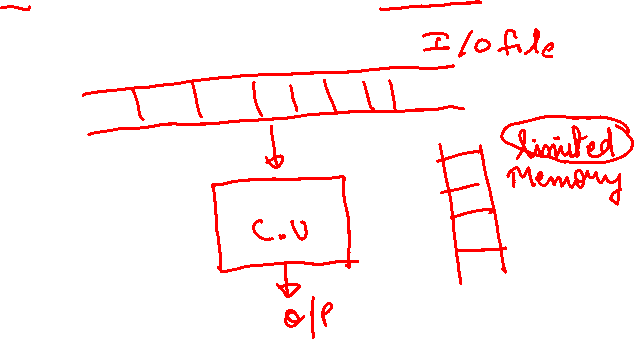 I/O file
limited
Memory
C.U
O/P